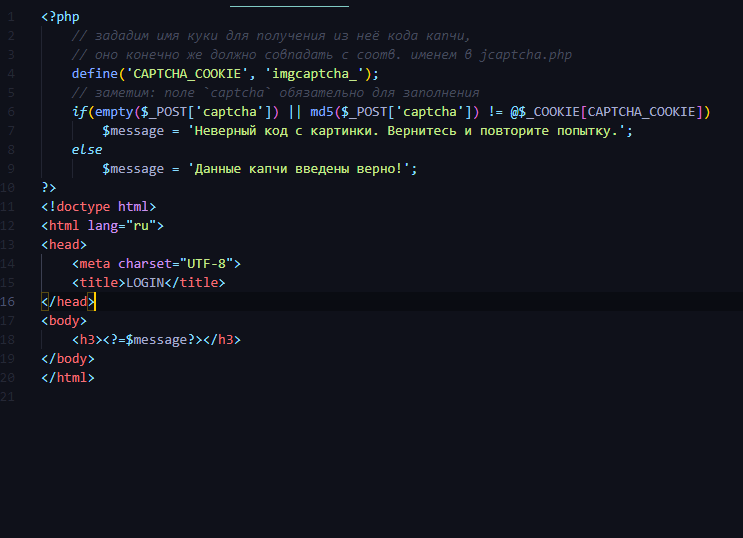 1 <?php
2 // зададим имя куки для получения из неё кода капчи,
3 // оно конечно же должно совпадать с соотв. именем в jcaptcha.php
4 define('CAPTCHA_COOKIE', 'imgcaptcha_');
5 // заметим: поле `captcha` обязательно для заполнения
6 if(empty($_POST['captcha']) || md5($_POST['captcha']) != @$_COOKIE[CAPTCHA_COOKIE])
7 $message = 'Неверный код с картинки. Вернитесь и повторите попытку.';
8 else
9 $message = 'Данные капчи введены верно!';
10 ?>
11 <!doctype html>
12 <html lang="ru">
13 <head>
14 <meta charset="UTF-8">
15 <title>LOGIN</title>
16 </head>
17 <body>
18 <h3><?=$message?></h3>
19 </body>
20 </html>
21